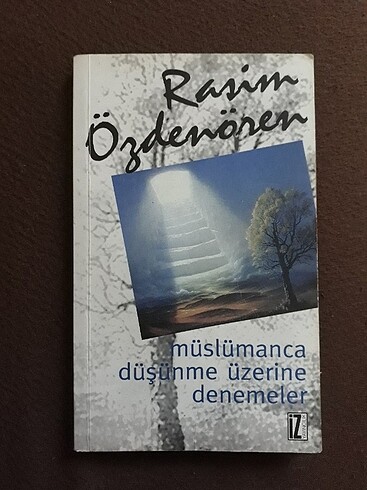 Rasim
Özdenören
müslümanca
düşünme üzerine
denemeler
İZ